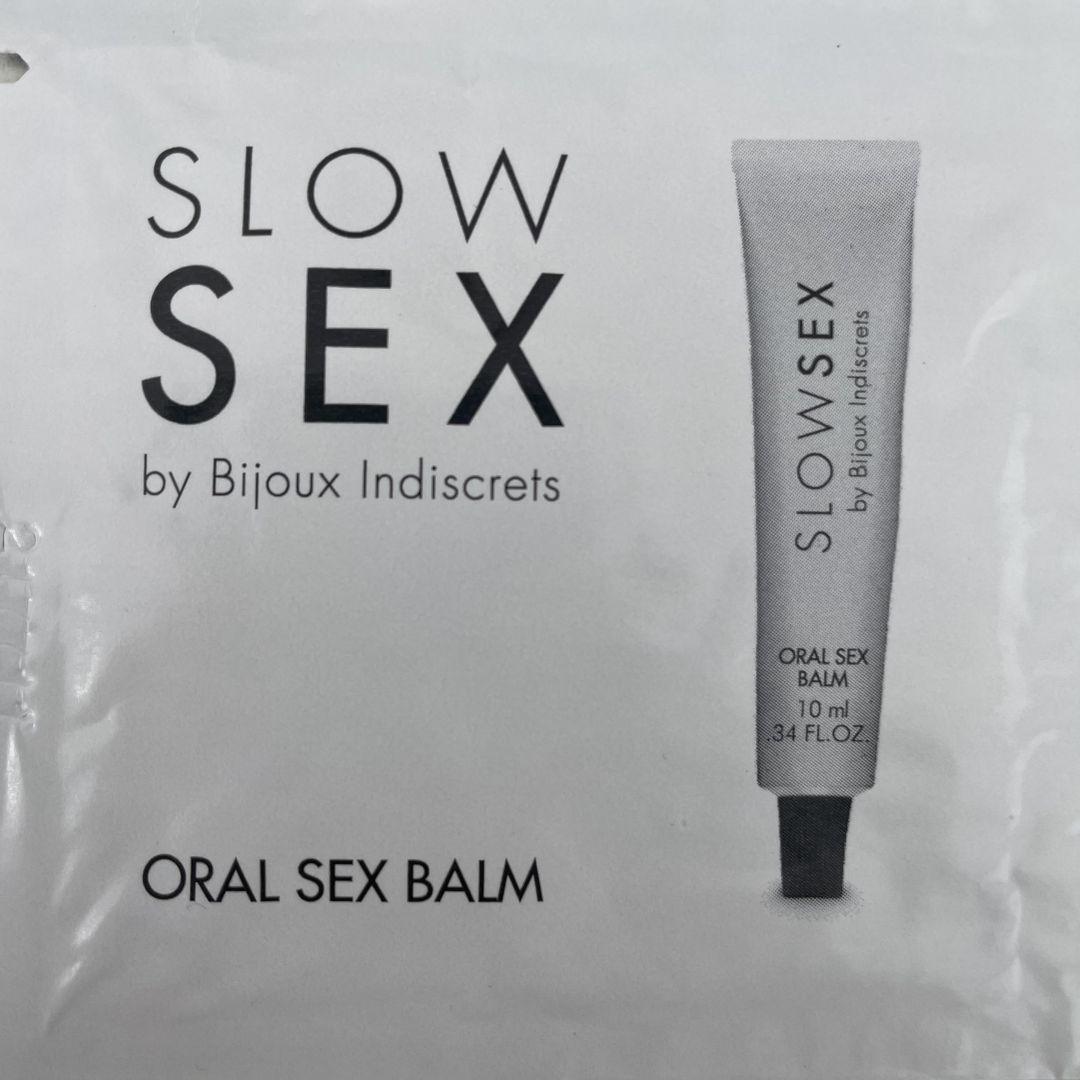 SLOW
SEX
by Bijoux Indiscrets
ORAL SEX BALM
SLOWSEX
by Bijoux Indiscrets
ORAL SEX
BALM
10 ml
.34 FL.OZ.